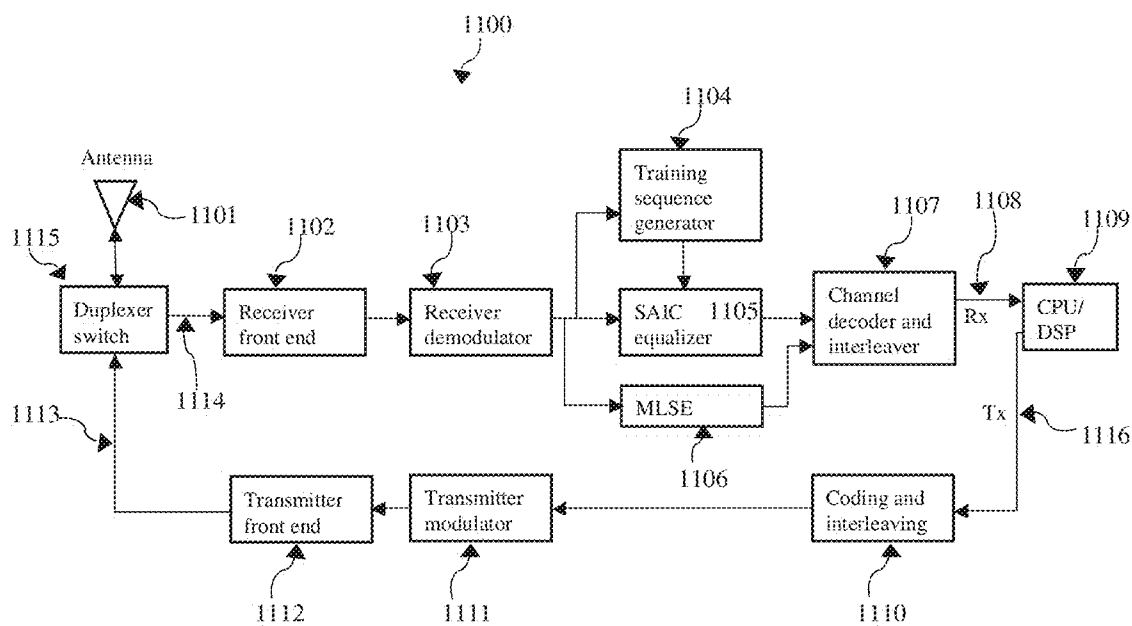 1100
1104
Antenna
Training
sequence
generator
1101
1102
1103
1107
1108
1109
1115
Duplexer
switch
Receiver
front end
Receiver
demodulator
SAIC 1105
equalizer
Channel
decoder and
interleaver
Rx
CPU/
DSP
1114
MLSE
1113
Tx
1116
1106
Transmitter
front end
Transmitter
modulator
Coding and
interleaving
1112
1111
1110